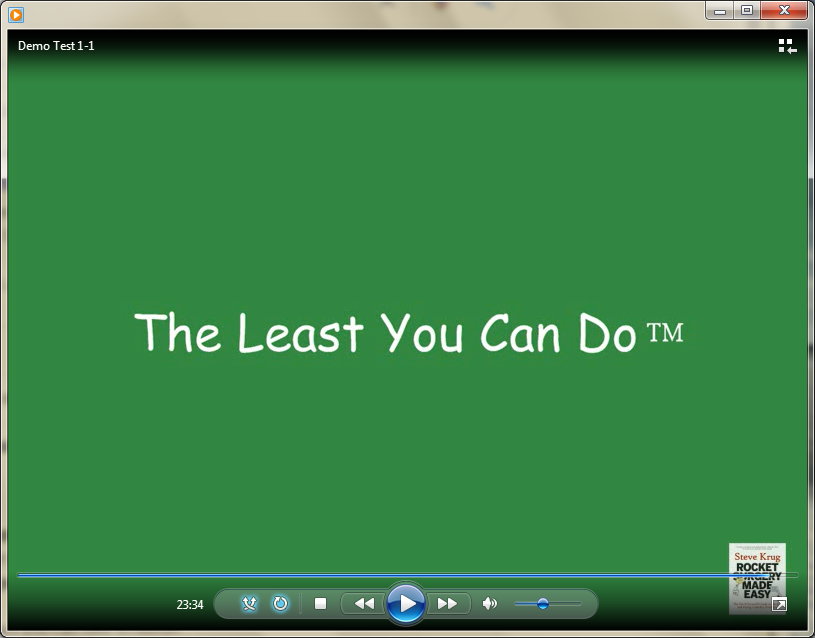 Demo Test 1-1
The Least You Can Do™
Steve Krug
ROCKET
SURGERY
MADE
EASY
23:34